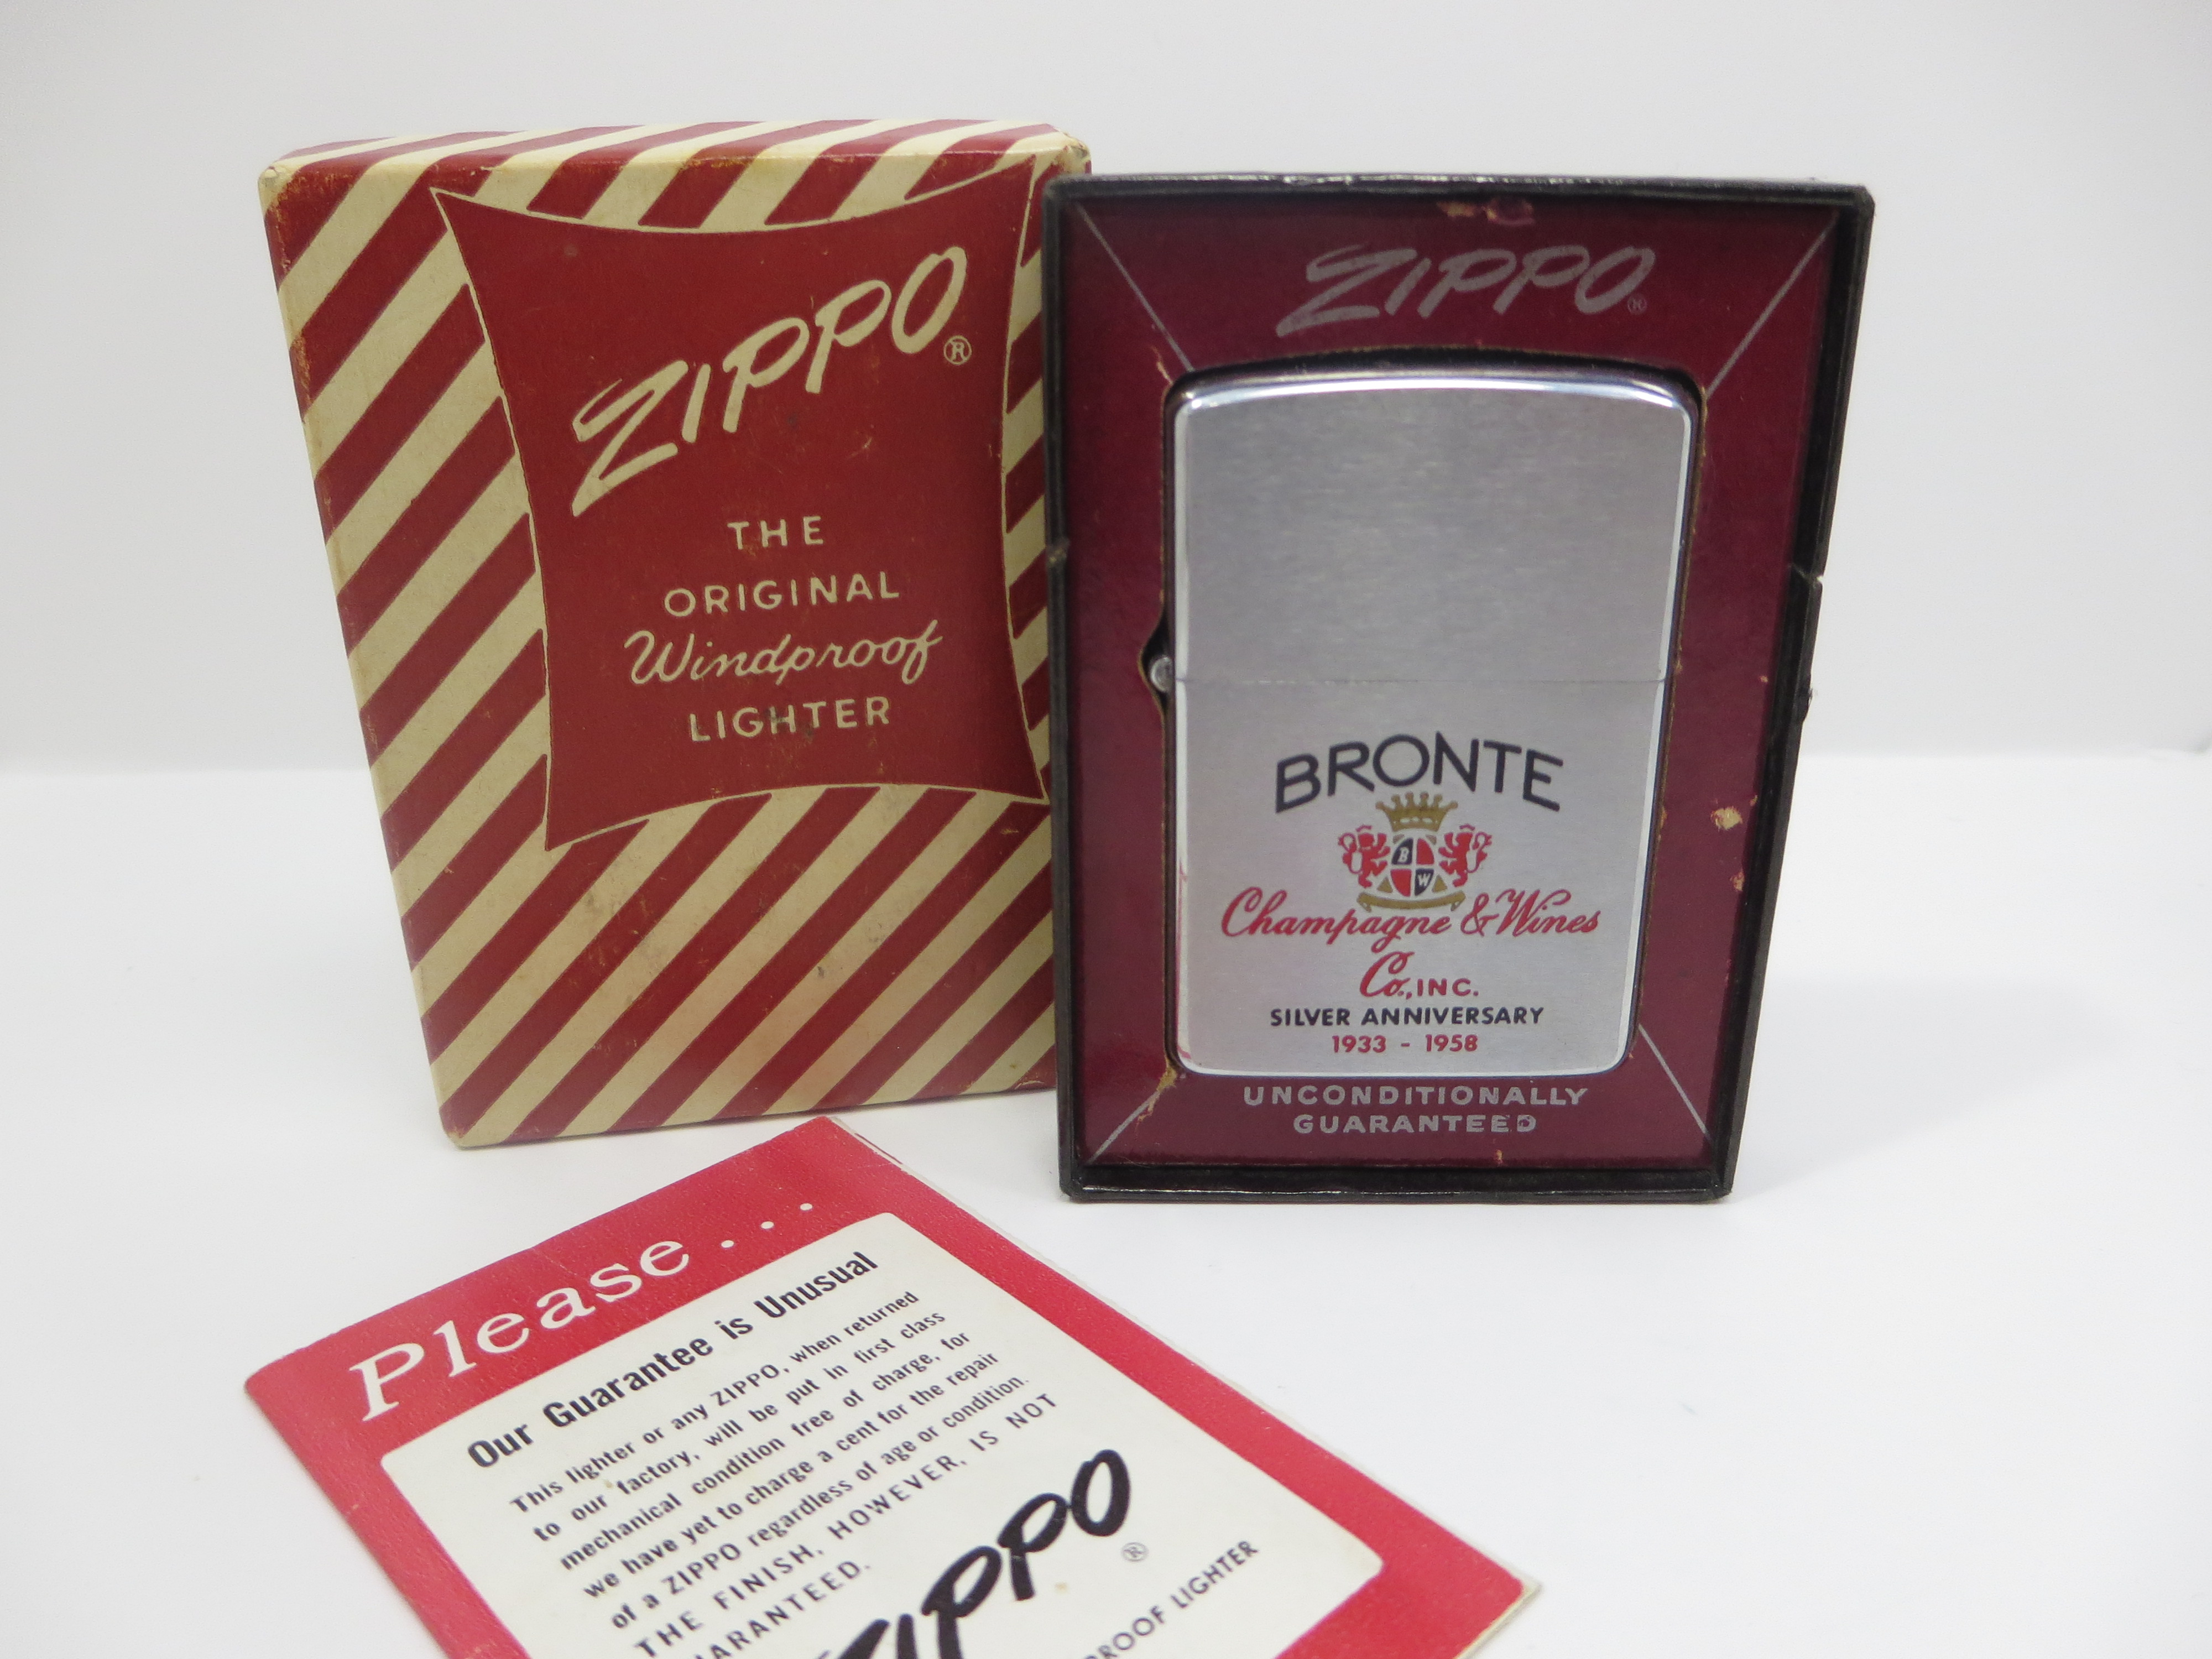 ZIPPO®
THE
ORIGINAL
Windproof
LIGHTER
ZIPPO®
BRONTE
B
W
Champagne & Wines
Co., INC.
SILVER ANNIVERSARY
1933 - 1958
UNCONDITIONALLY
GUARANTEED
Please...
Our Guarantee is Unusual
This lighter or any ZIPPO, when returned
to our factory, will be put in first class
mechanical condition free of charge, for
we have yet to charge a cent for the repair
of a ZIPPO regardless of age or condition.
THE FINISH, HOWEVER, IS NOT
ARANTEED.
ZIPPO®
PROOF LIGHTER